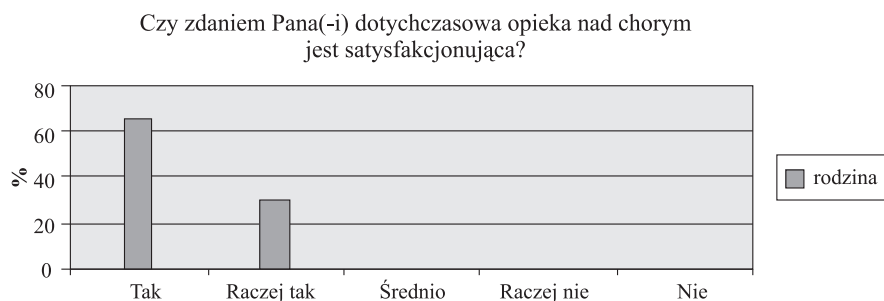 Czy zdaniem Pana(-i) dotychczasowa opieka nad chorym
jest satysfakcjonująca?
80
60
40
20
0
%
rodzina
Tak
Raczej tak
Średnio
Raczej nie
Nie